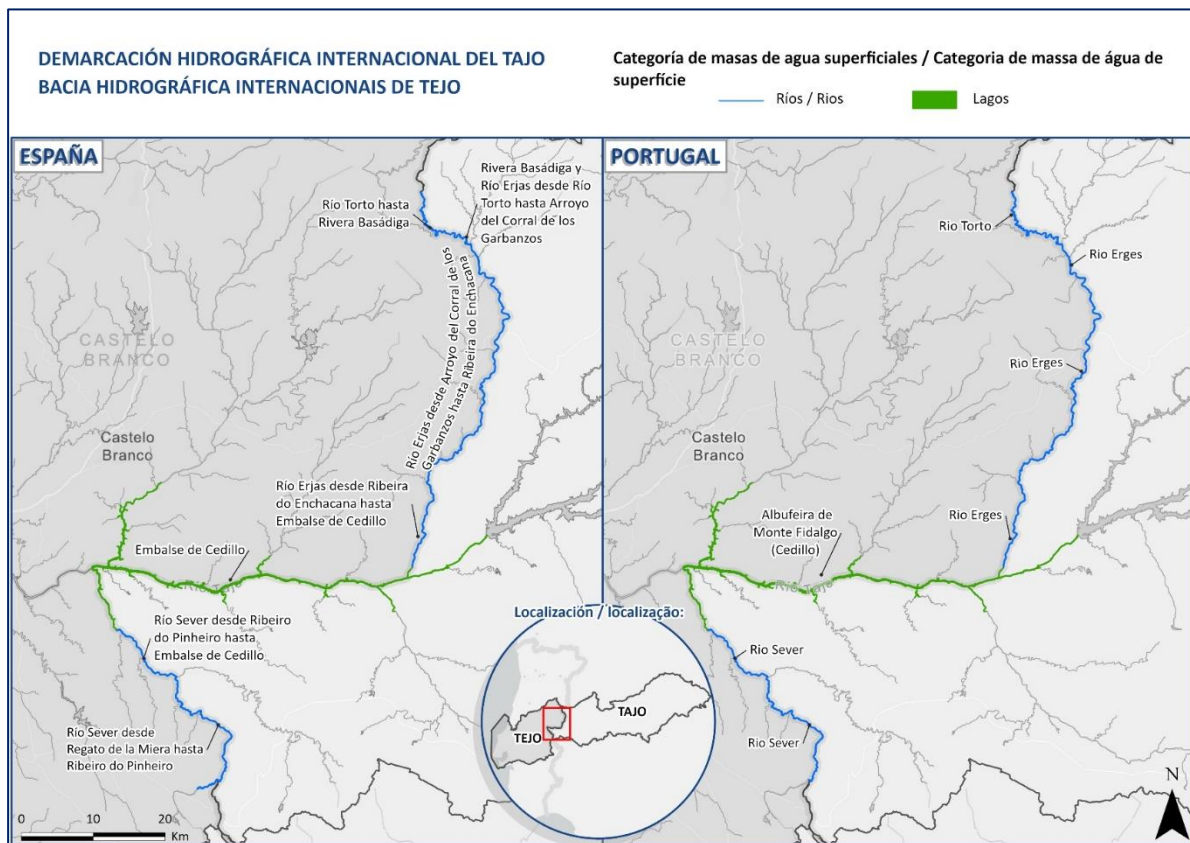 DEMARCACIÓN HIDROGRÁFICA INTERNACIONAL DEL TAJO
BACIA HIDROGRÁFICA INTERNACIONAIS DE TEJO
Categoría de masas de agua superficiales / Categoria de massa de água de
superfície
Ríos / Rios
Lagos
ESPAÑA
Río Torto hasta
Rivera Basádiga
Rivera Basádiga y
Río Erjas desde Río
Torto hasta Arroyo
del Corral de los
Garbanzos
Río Erjas desde Arroyo del Corral de los
Garbanzos hasta Ribeira do Enchacana
CASTELO
BRANCO
Castelo
Branco
Río Erjas desde Ribeira
do Enchacana hasta
Embalse de Cedillo
Embalse de Cedillo
Río Sever desde Ribeiro
do Pinheiro hasta
Embalse de Cedillo
Río Sever desde
Regato de la Miera hasta
Ribeiro do Pinheiro
0 10 20
Km
Localización / localização:
TEJO
TAJO
PORTUGAL
Rio Torto
Rio Erges
Rio Erges
CASTELO
BRANCO
Castelo
Branco
Albufeira de
Monte Fidalgo
(Cedillo)
Rio Erges
Rio Sever
Rio Sever
N